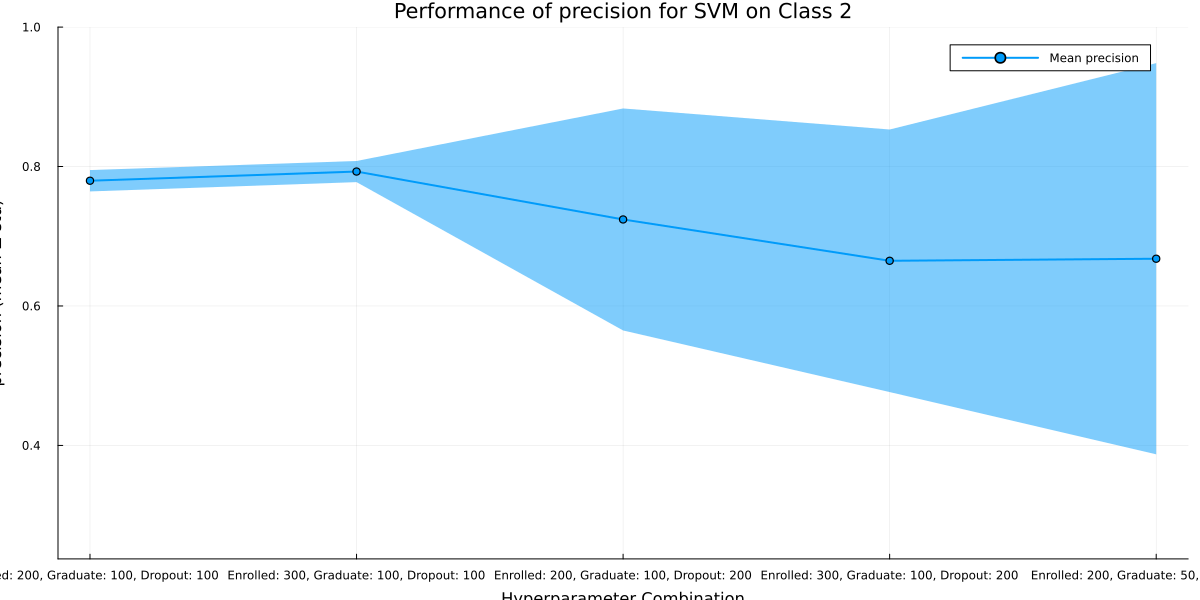 Performance of precision for SVM on Class 2
1.0
Mean precision
0.8
0.6
0.4
ed: 200, Graduate: 100, Dropout: 100
Enrolled: 300, Graduate: 100, Dropout: 100
Enrolled: 200, Graduate: 100, Dropout: 200
Enrolled: 300, Graduate: 100, Dropout: 200
Enrolled: 200, Graduate: 50,
Hyperparameter Combination